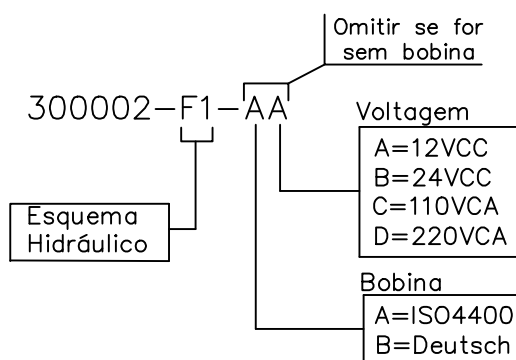 Omitir se for
sem bobina
300002-F1-AA
Voltagem
A=12VCC
B=24VCC
C=110VCA
D=220VCA
Esquema
Hidráulico
Bobina
A=ISO4400
B=Deutsch